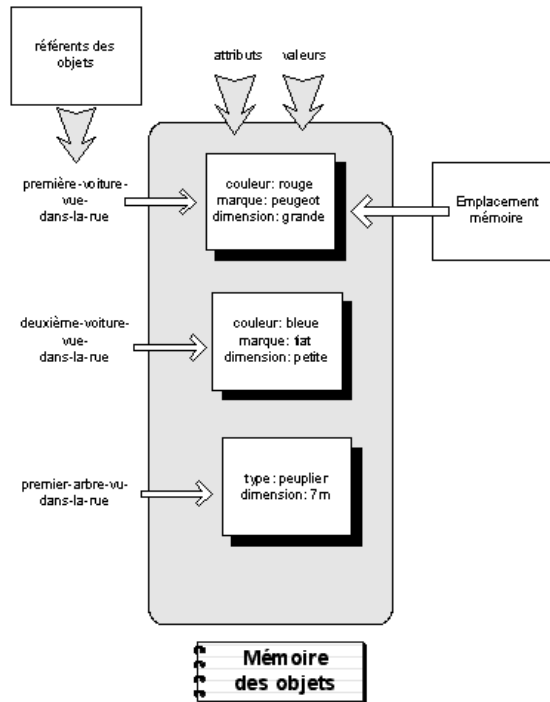 référents des
objets
attributs
valeurs
première-voiture-
vue-
dans-la-rue
couleur: rouge
marque: peugeot
dimension: grande
Emplacement
mémoire
deuxième-voiture-
vue-
dans-la-rue
couleur: bleue
marque: fiat
dimension: petite
premier-arbre-vu-
dans-la-rue
type: peuplier
dimension: 7m
Mémoire
des objets